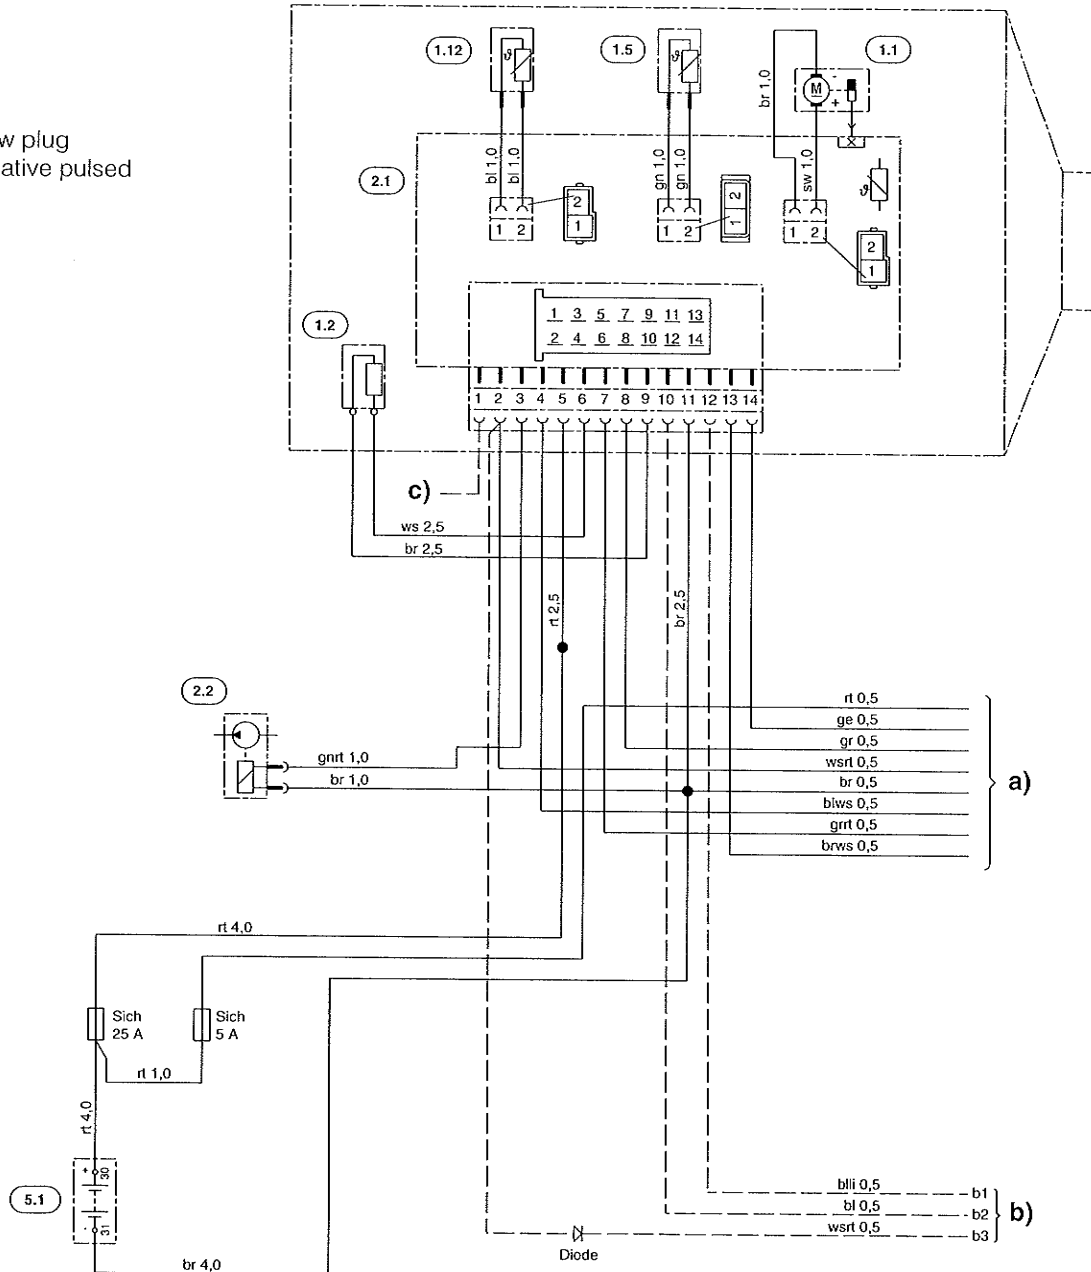 w plug
ative pulsed
1.12
1.5
1.1
br 1,0
M
- +
2.1
bl 1,0
bl 1,0
gn 1,0
gn 1,0
sw 1,0
ϑ
ϑ
ϑ
1 2
2
1
1 2
1 2
1 2
2
1
1.2
1 3 5 7 9 11 13
2 4 6 8 10 12 14
1 2 3 4 5 6 7 8 9 10 11 12 13 14
c)
ws 2,5
br 2,5
rt 2,5
br 2,5
2.2
gnrt 1,0
br 1,0
rt 0,5
ge 0,5
gr 0,5
wsrt 0,5
br 0,5
blws 0,5
grrt 0,5
brws 0,5
a)
rt 4,0
Sich
25 A
Sich
5 A
rt 1,0
rt 4,0
5.1
+ 30
- 31
br 4,0
blli 0,5
b1
bl 0,5
b2
wsrt 0,5
b3
b)
Diode